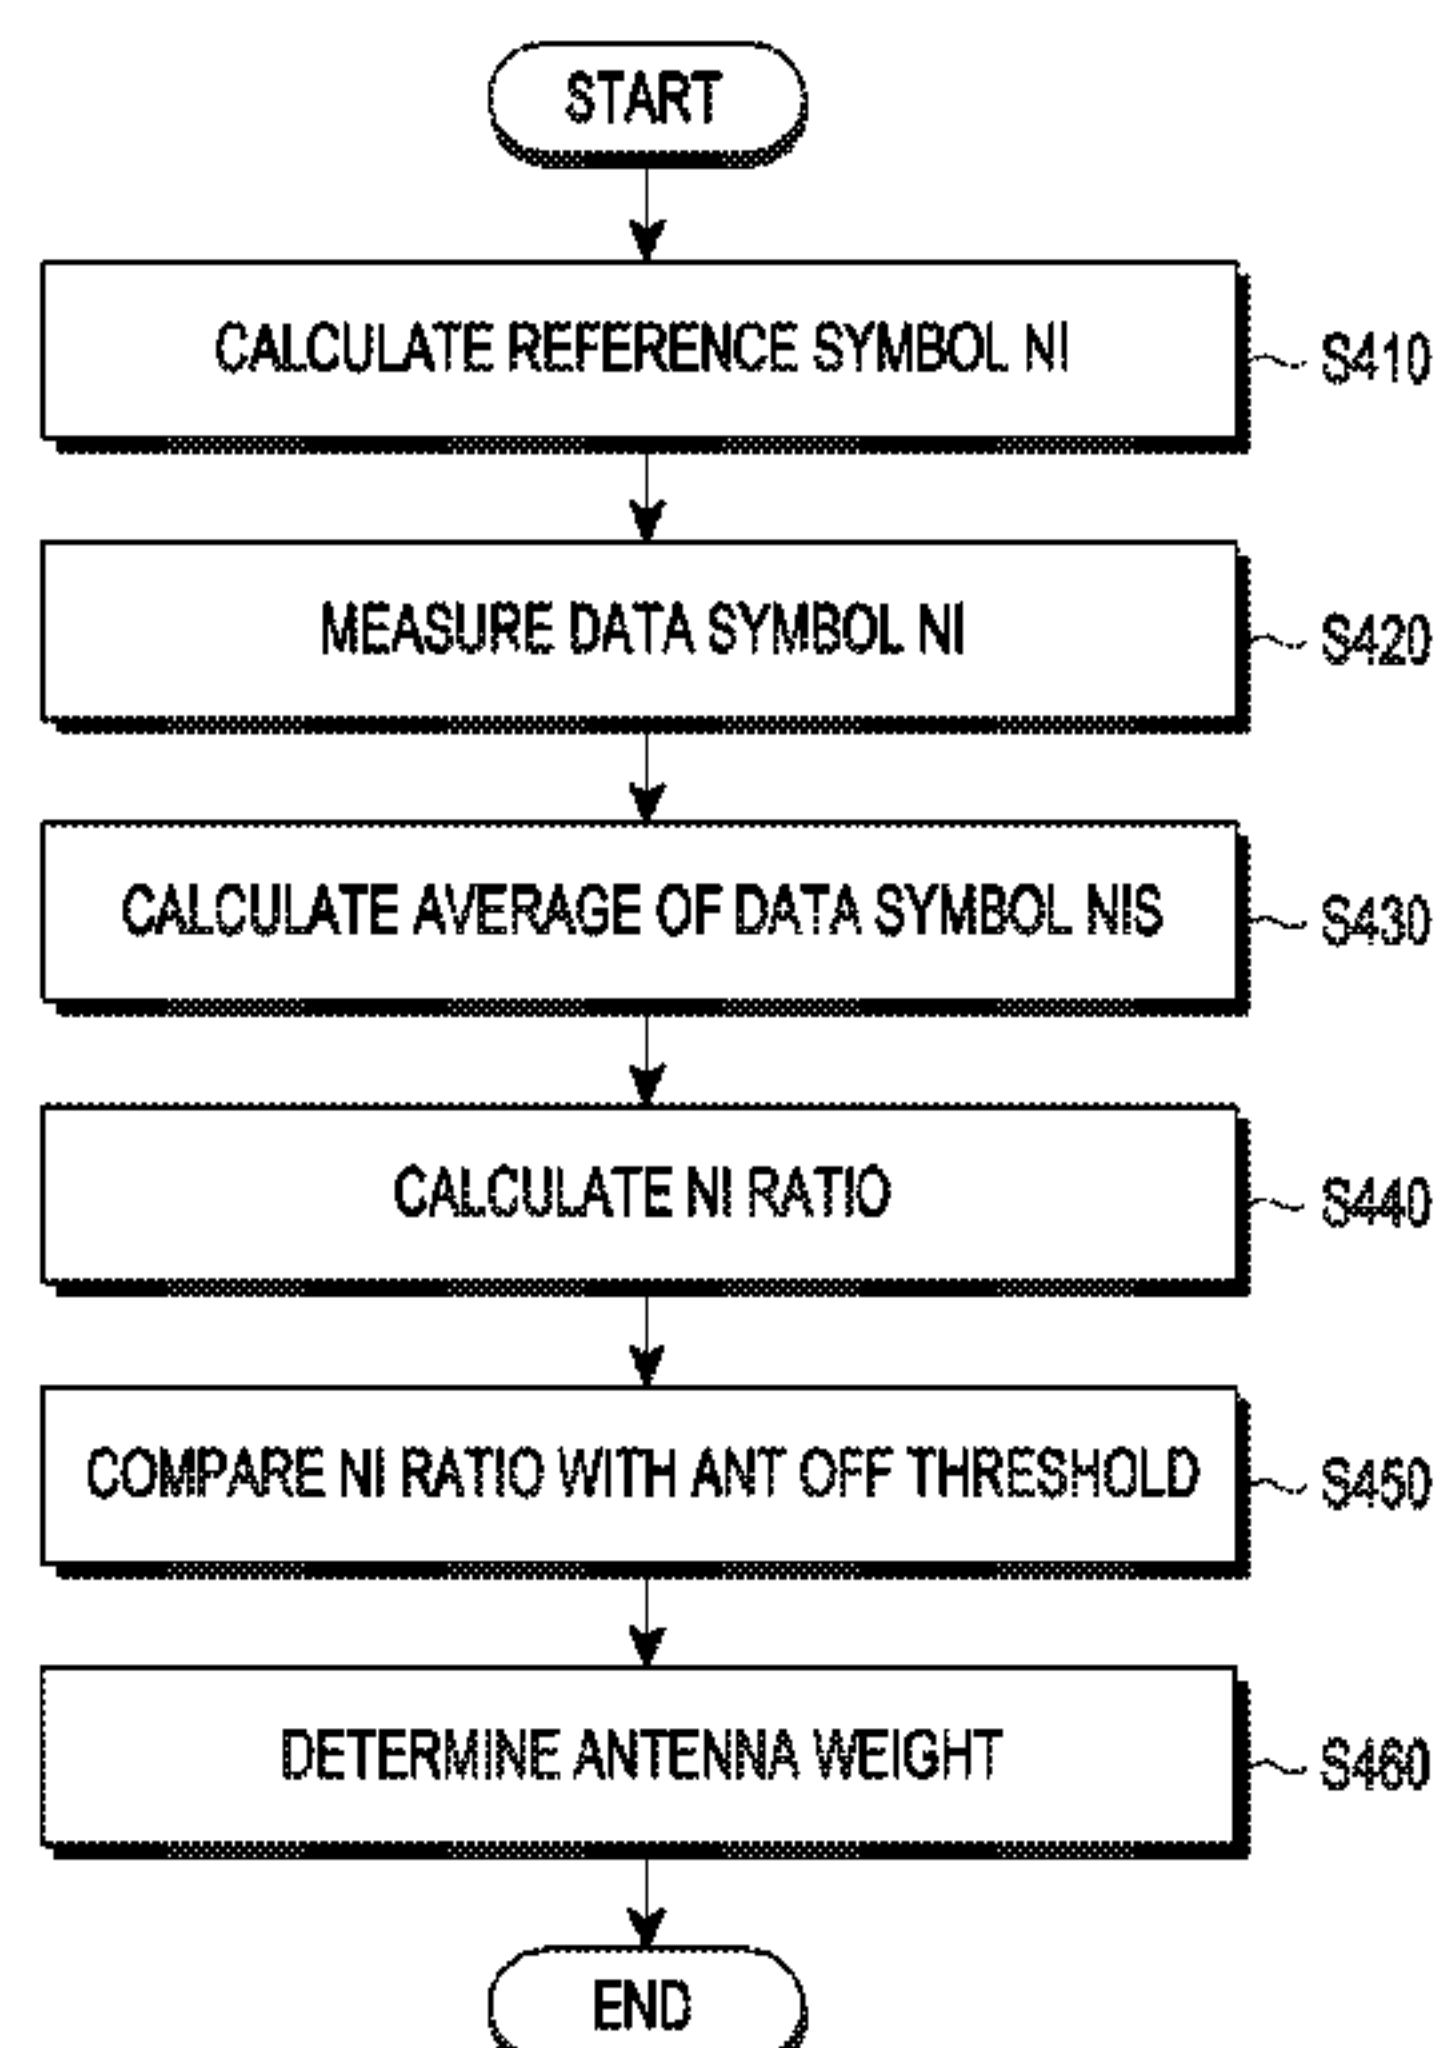 START
CALCULATE REFERENCE SYMBOL NI
S410
MEASURE DATA SYMBOL NI
S420
CALCULATE AVERAGE OF DATA SYMBOL NIS
S430
CALCULATE NI RATIO
S440
COMPARE NI RATIO WITH ANT OFF THRESHOLD
S450
DETERMINE ANTENNA WEIGHT
S460
END